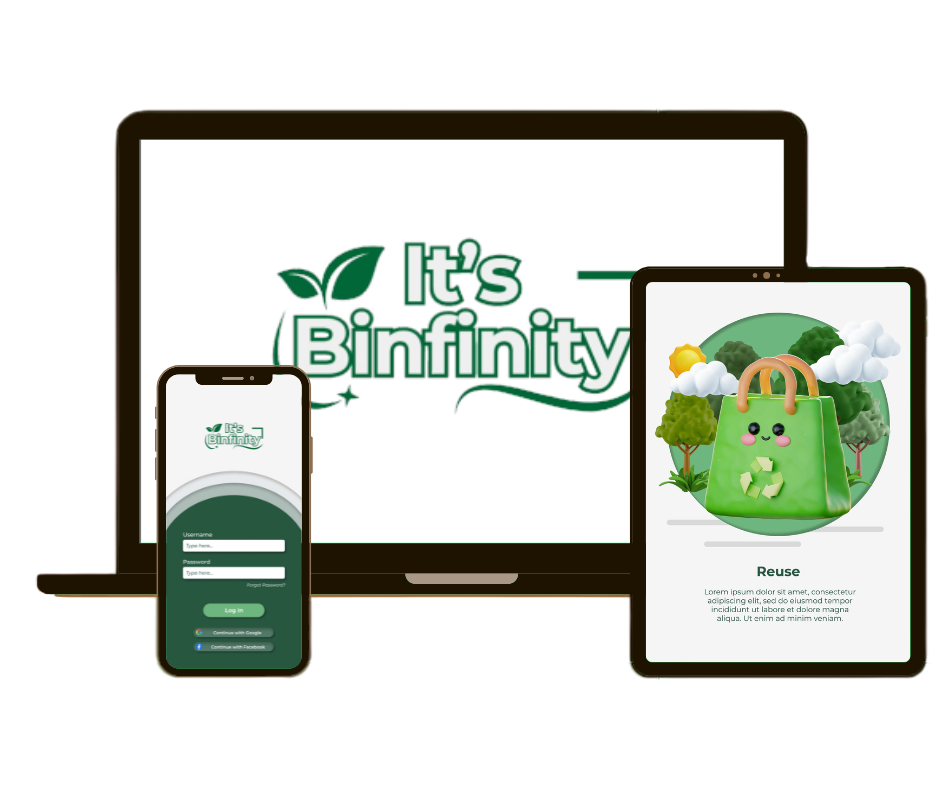 It's
Binfinity
It's
Binfinity
Username
Type here...
Password
Type here...
Forgot Password?
Log In
Continue with Google
Continue with Facebook
Reuse
Lorem ipsum dolor sit amet, consectetur
adipiscing elit, sed do eiusmod tempor
incididunt ut labore et dolore magna
aliqua. Ut enim ad minim veniam.